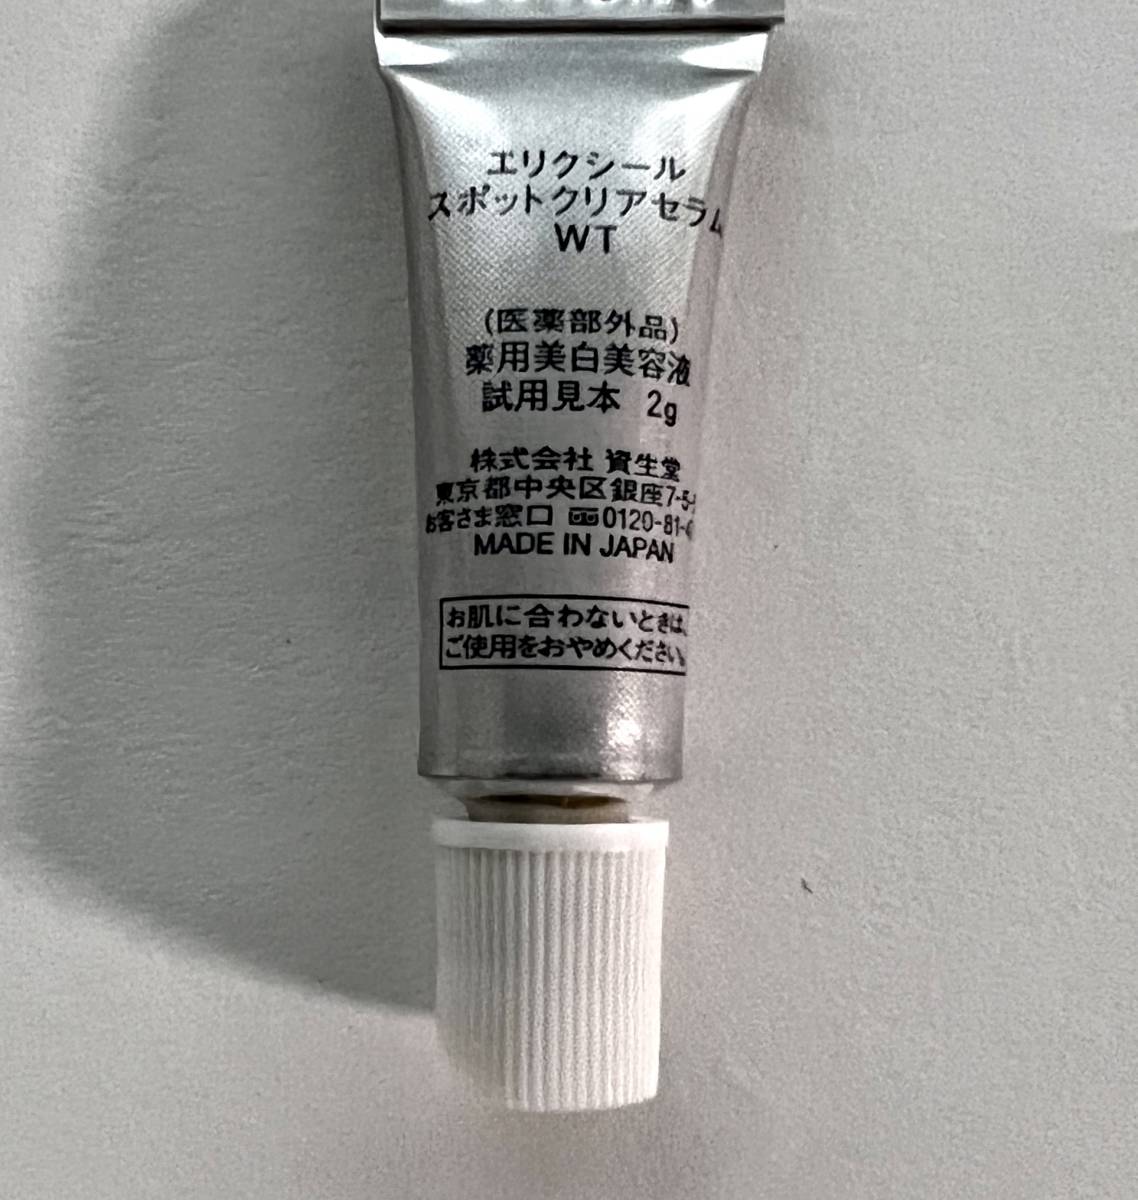 エリクシール
スポットクリアセラム
WT
(医薬部外品)
薬用美白美容液
試用見本 2g
株式会社 資生堂
東京都中央区銀座7-5-
お客さま窓口 0120-81-
MADE IN JAPAN
お肌に合わないときは、
ご使用をおやめください。